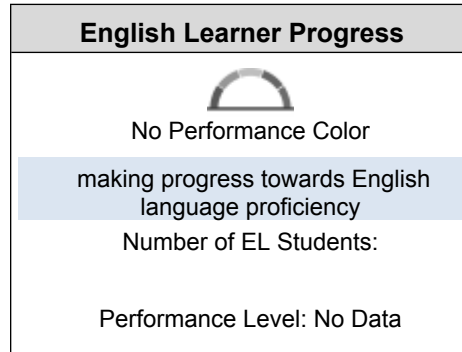 English Learner Progress
No Performance Color
making progress towards English
language proficiency
Number of EL Students:
Performance Level: No Data